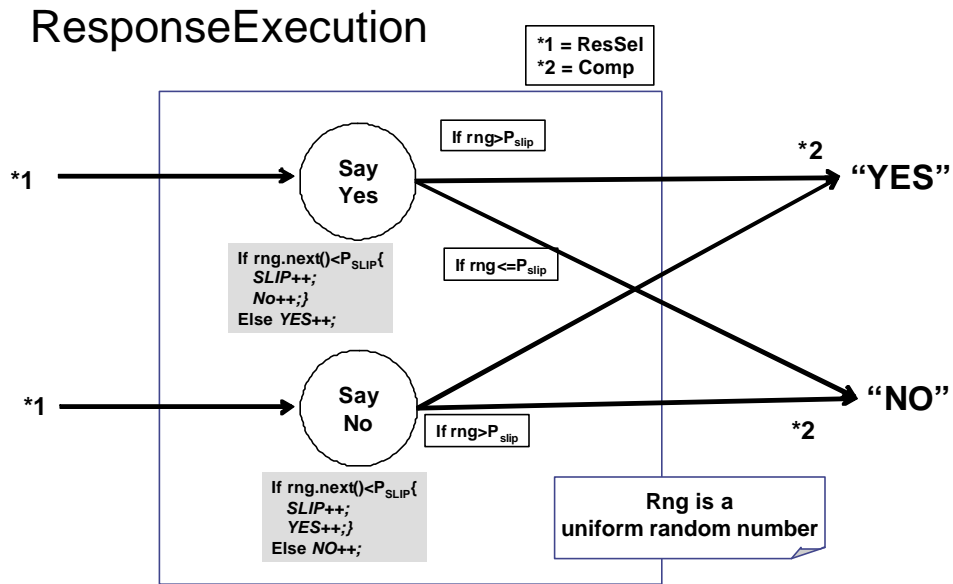 ResponseExecution
*1 = ResSel
*2 = Comp
If rng>Pslip
*2
*1
Say
Yes
“YES”
If rng.next()<PSLIP{
SLIP++;
No++;}
Else YES++;
If rng<=Pslip
*1
Say
No
“NO”
If rng>Pslip
*2
If rng.next()<PSLIP{
SLIP++;
YES++;}
Else NO++;
Rng is a
uniform random number